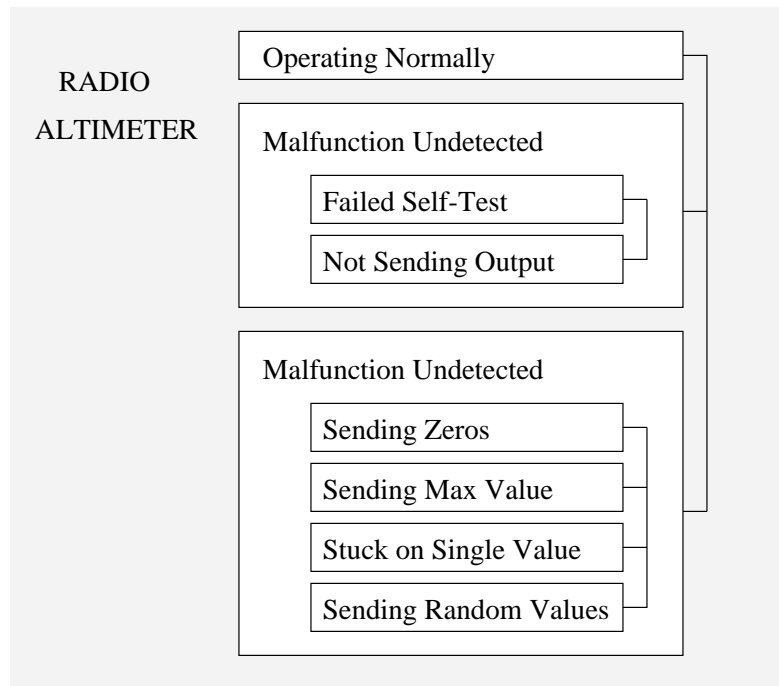 RADIO
ALTIMETER
Operating Normally
Malfunction Undetected
Failed Self-Test
Not Sending Output
Malfunction Undetected
Sending Zeros
Sending Max Value
Stuck on Single Value
Sending Random Values